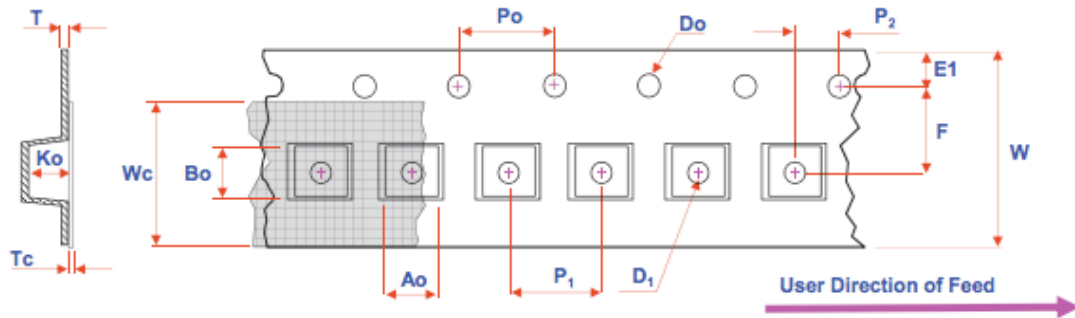 T
Po
Do
P₂
E1
F
W
Ko
Wc
Bo
Tc
Ao
P₁
D₁
User Direction of Feed